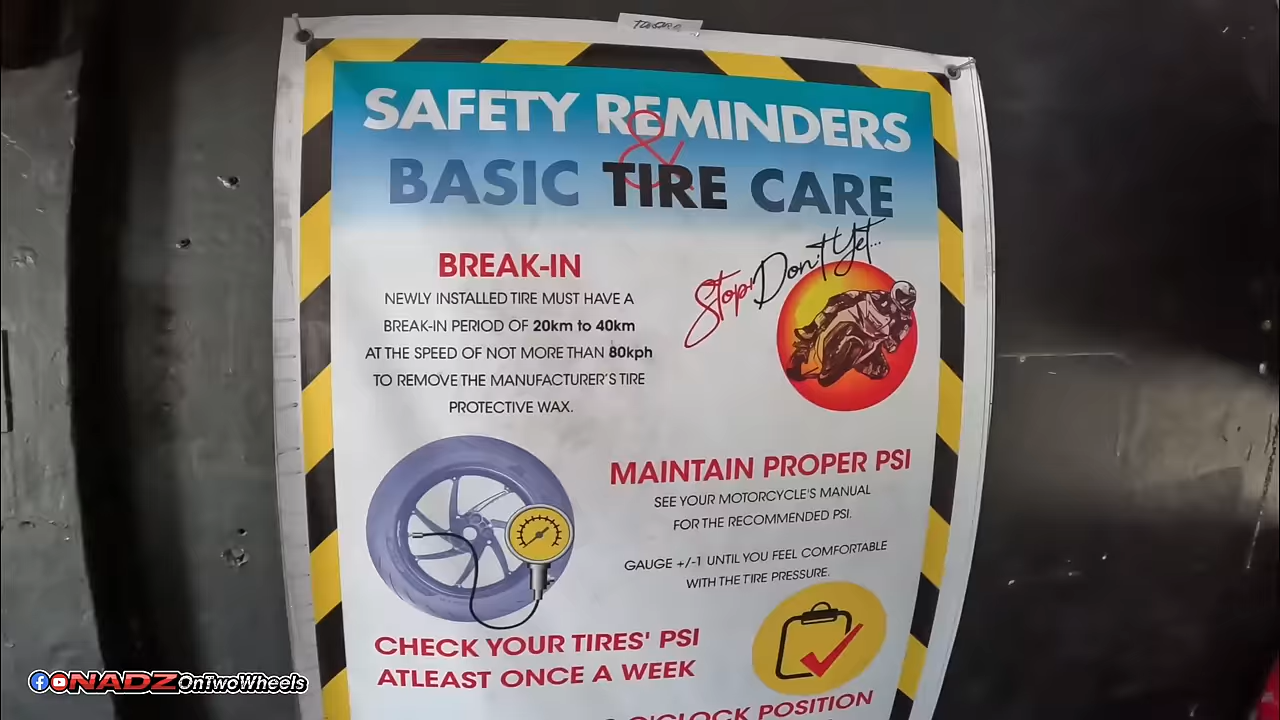 SAFETY REMINDERS
&
BASIC TIRE CARE
Stop! Don't Yet...
BREAK-IN
NEWLY INSTALLED TIRE MUST HAVE A
BREAK-IN PERIOD OF 20km to 40km
AT THE SPEED OF NOT MORE THAN 80kph
TO REMOVE THE MANUFACTURER'S TIRE
PROTECTIVE WAX.
MAINTAIN PROPER PSI
SEE YOUR MOTORCYCLE'S MANUAL
FOR THE RECOMMENDED PSI.
GAUGE +/-1 UNTIL YOU FEEL COMFORTABLE
WITH THE TIRE PRESSURE.
CHECK YOUR TIRES' PSI
ATLEAST ONCE A WEEK
O'CLOCK POSITION
NADZOnTwoWheels